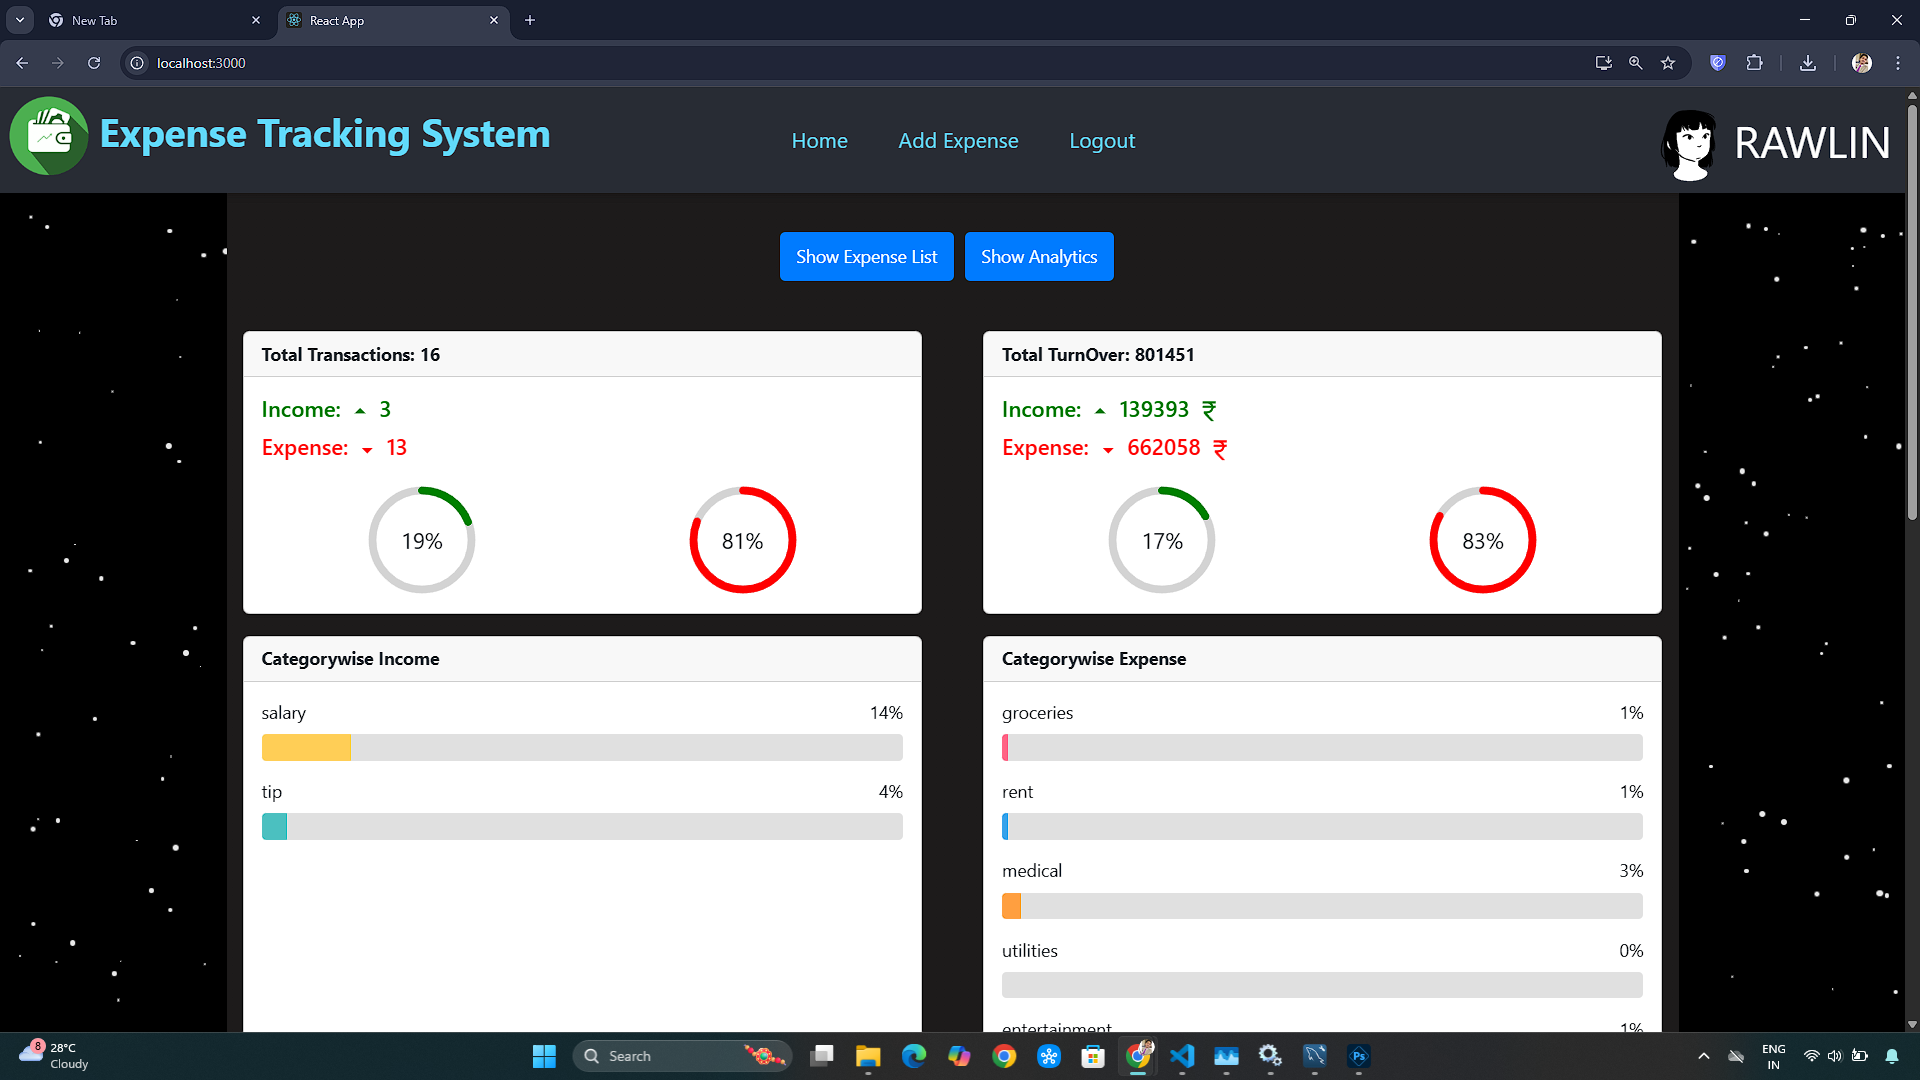 New Tab
React App
localhost:3000
Expense Tracking System
Home
Add Expense
Logout
RAWLIN
Show Expense List
Show Analytics
Total Transactions: 16
Income: 3
Expense: 13
19%
81%
Total TurnOver: 801451
Income: 139393 ₹
Expense: 662058 ₹
17%
83%
Categorywise Income
salary 14%
tip 4%
Categorywise Expense
groceries 1%
rent 1%
medical 3%
utilities 0%
entertainment 1%
8
28°C
Cloudy
Search
Ps
ENG
IN